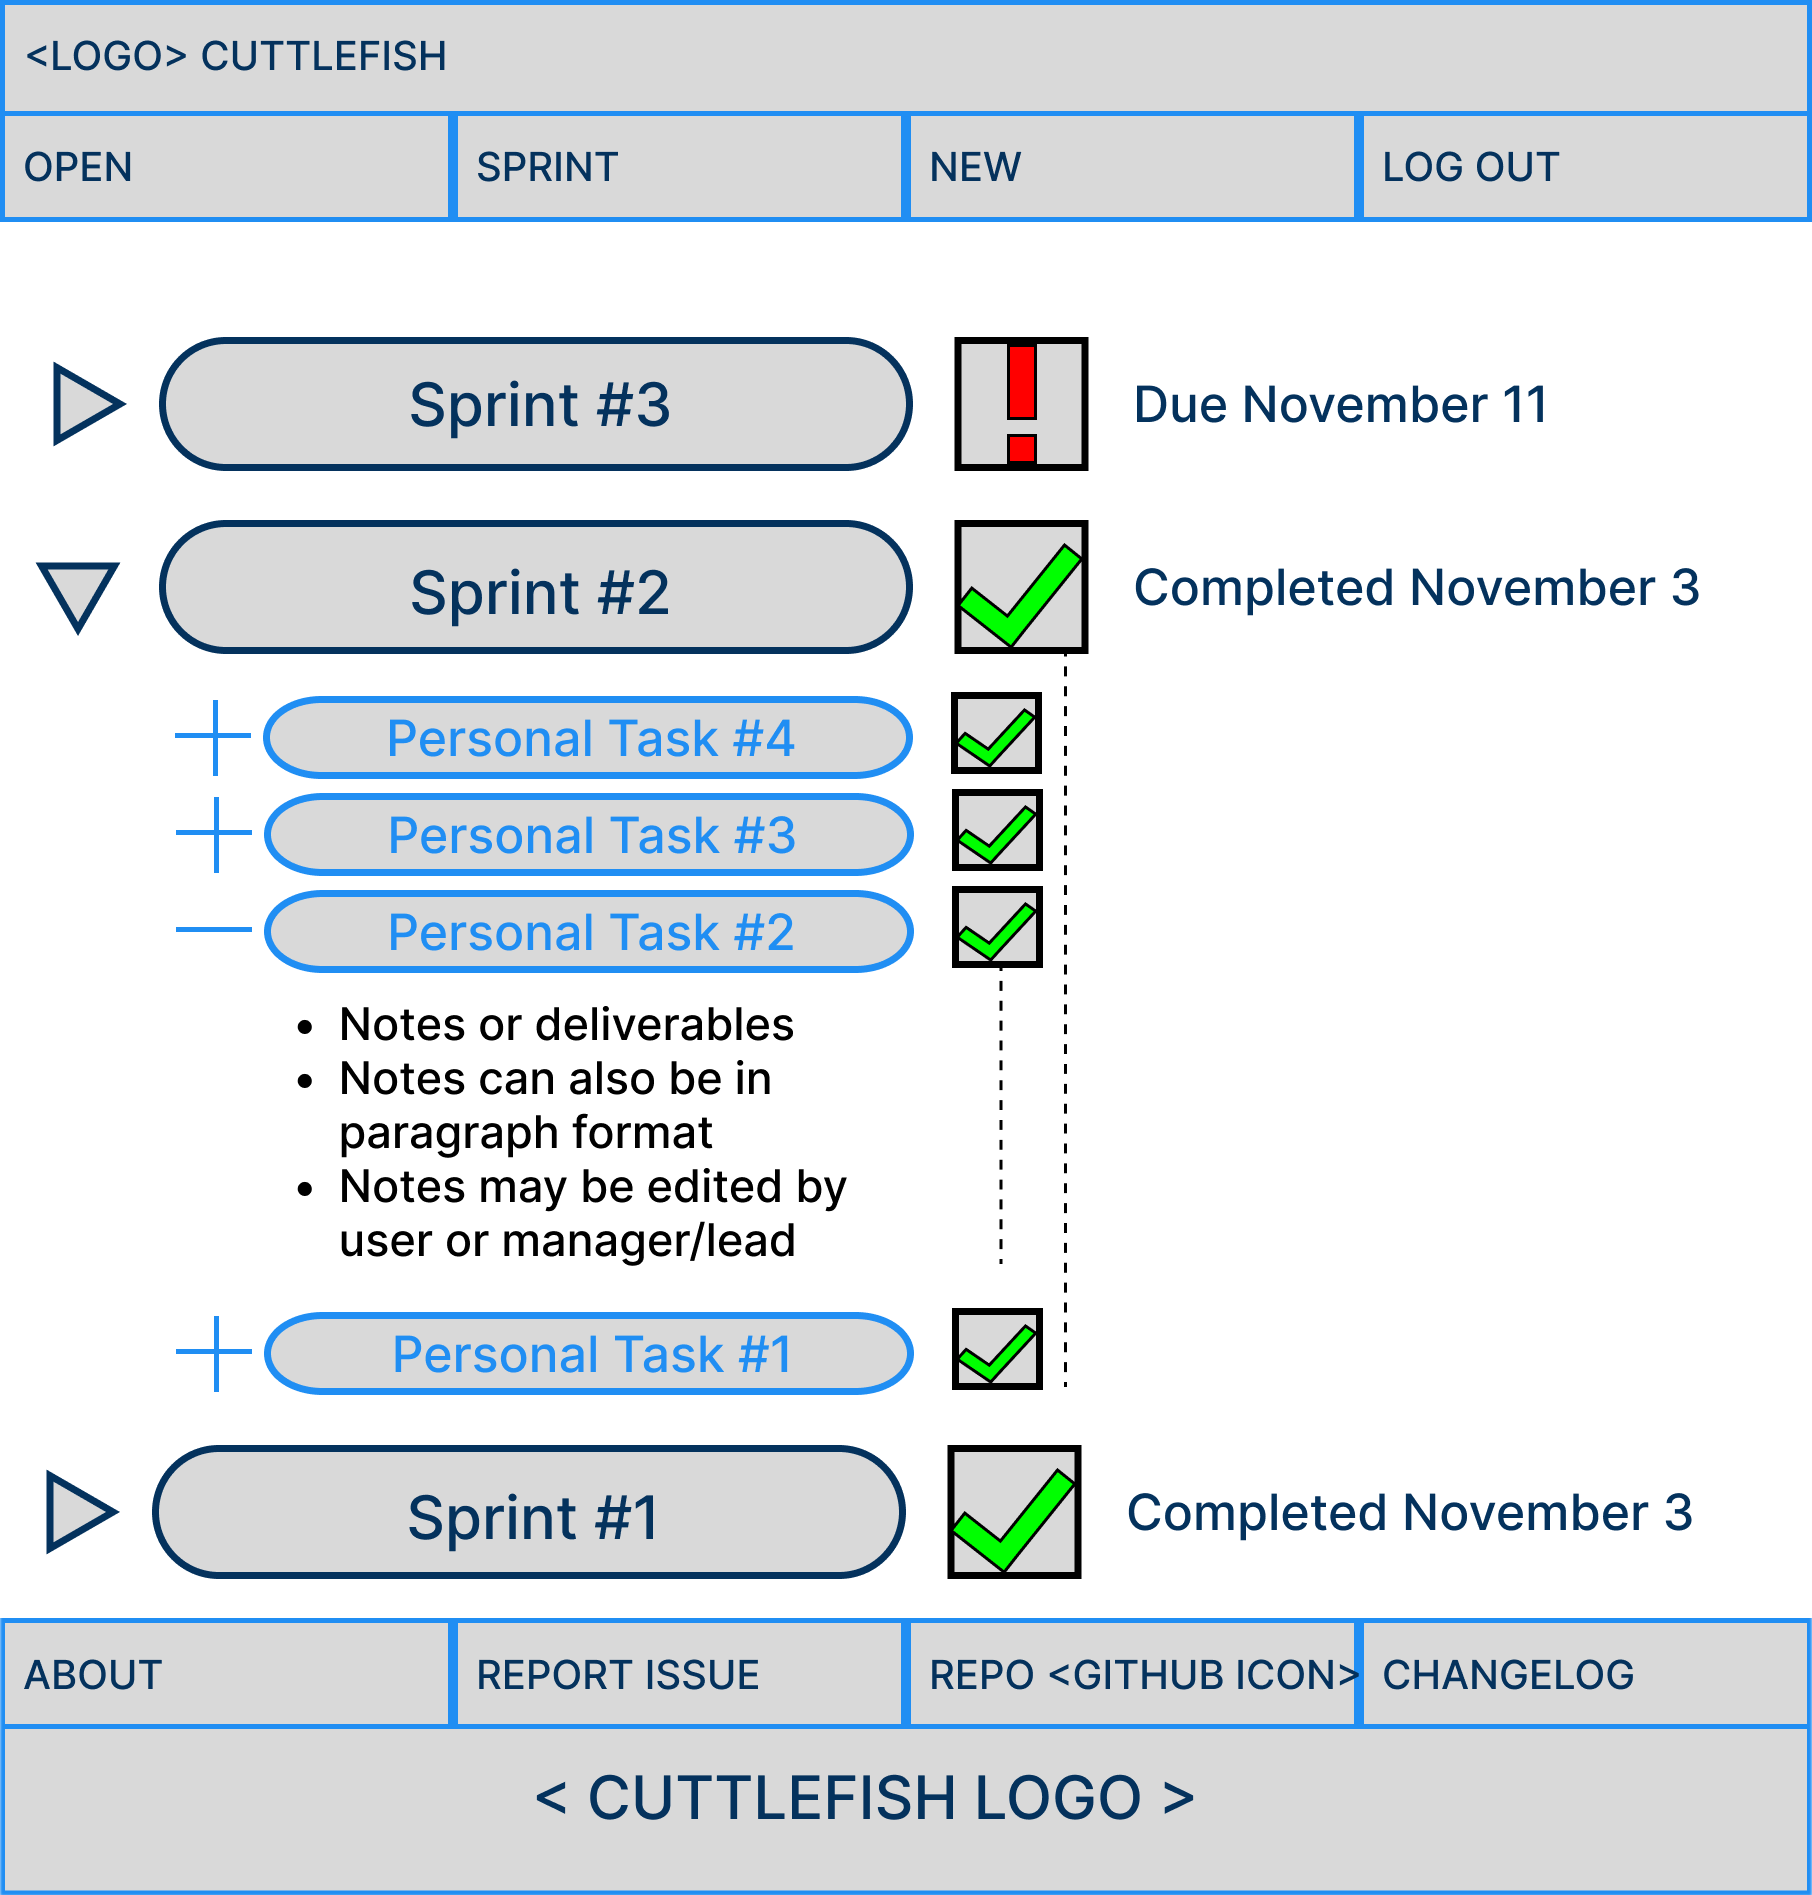 <LOGO> CUTTLEFISH
OPEN
SPRINT
NEW
LOG OUT
Sprint #3
Due November 11
Sprint #2
Completed November 3
Personal Task #4
Personal Task #3
Personal Task #2
• Notes or deliverables
• Notes can also be in
paragraph format
• Notes may be edited by
user or manager/lead
Personal Task #1
Sprint #1
Completed November 3
ABOUT
REPORT ISSUE
REPO <GITHUB ICON>
CHANGELOG
< CUTTLEFISH LOGO >